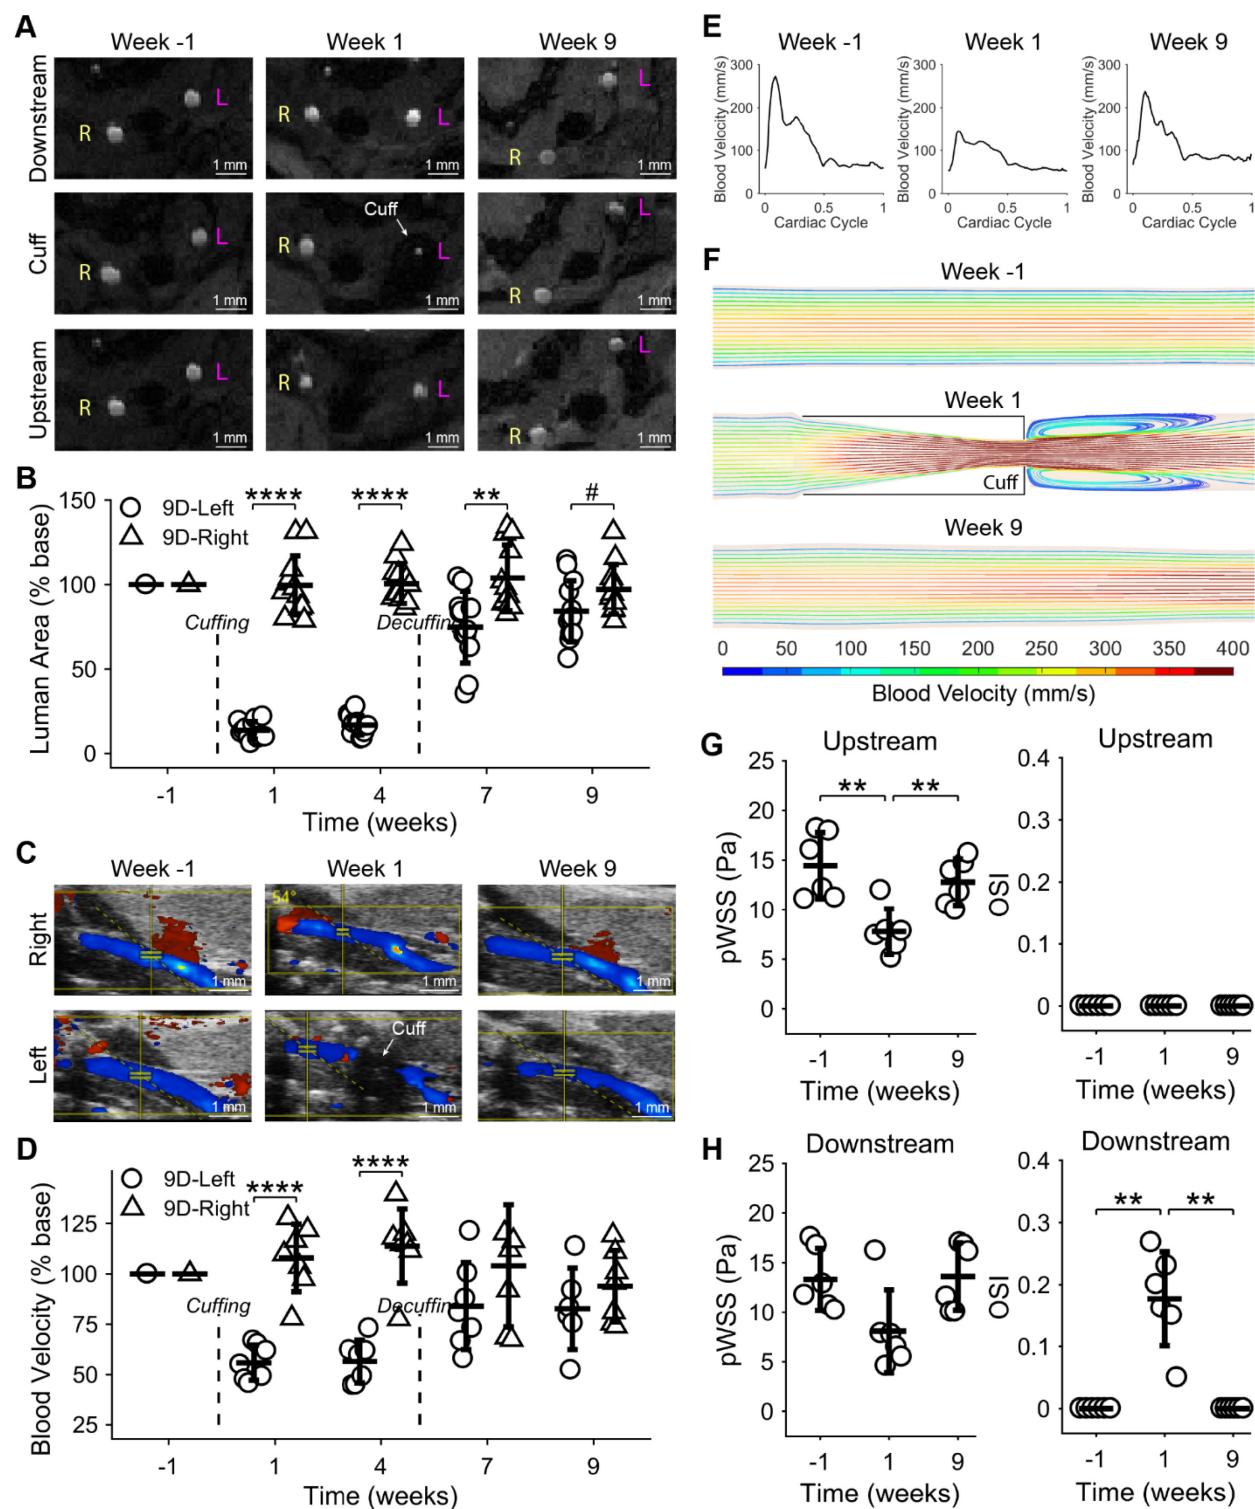 A
Week -1
Week 1
Week 9
Downstream
R
L
1 mm
R
L
1 mm
R
L
1 mm
Cuff
R
L
1 mm
R
Cuff
L
1 mm
R
L
1 mm
Upstream
R
L
1 mm
R
L
1 mm
R
L
1 mm
B
Luman Area (% base)
150
100
50
0
9D-Left
9D-Right
****
****
**
#
Cuffing
Decuffin
-1
1
4
7
9
Time (weeks)
C
Week -1
Week 1
Week 9
Right
1 mm
54°
1 mm
1 mm
Left
1 mm
Cuff
1 mm
1 mm
D
Blood Velocity (% base)
125
100
75
50
25
9D-Left
9D-Right
****
****
Cuffing
Decuffin
-1
1
4
7
9
Time (weeks)
E
Week -1
Week 1
Week 9
Blood Velocity (mm/s)
300
200
100
0
0
0.5
1
Cardiac Cycle
Blood Velocity (mm/s)
300
200
100
0
0
0.5
1
Cardiac Cycle
Blood Velocity (mm/s)
300
200
100
0
0
0.5
1
Cardiac Cycle
F
Week -1
Week 1
Cuff
Week 9
0 50 100 150 200 250 300 350 400
Blood Velocity (mm/s)
G
Upstream
pWSS (Pa)
25
20
15
10
5
0
**
**
-1
1
9
Time (weeks)
Upstream
OSI
0.4
0.3
0.2
0.1
0
-1
1
9
Time (weeks)
H
Downstream
pWSS (Pa)
25
20
15
10
5
0
-1
1
9
Time (weeks)
Downstream
OSI
0.4
0.3
0.2
0.1
0
**
**
-1
1
9
Time (weeks)